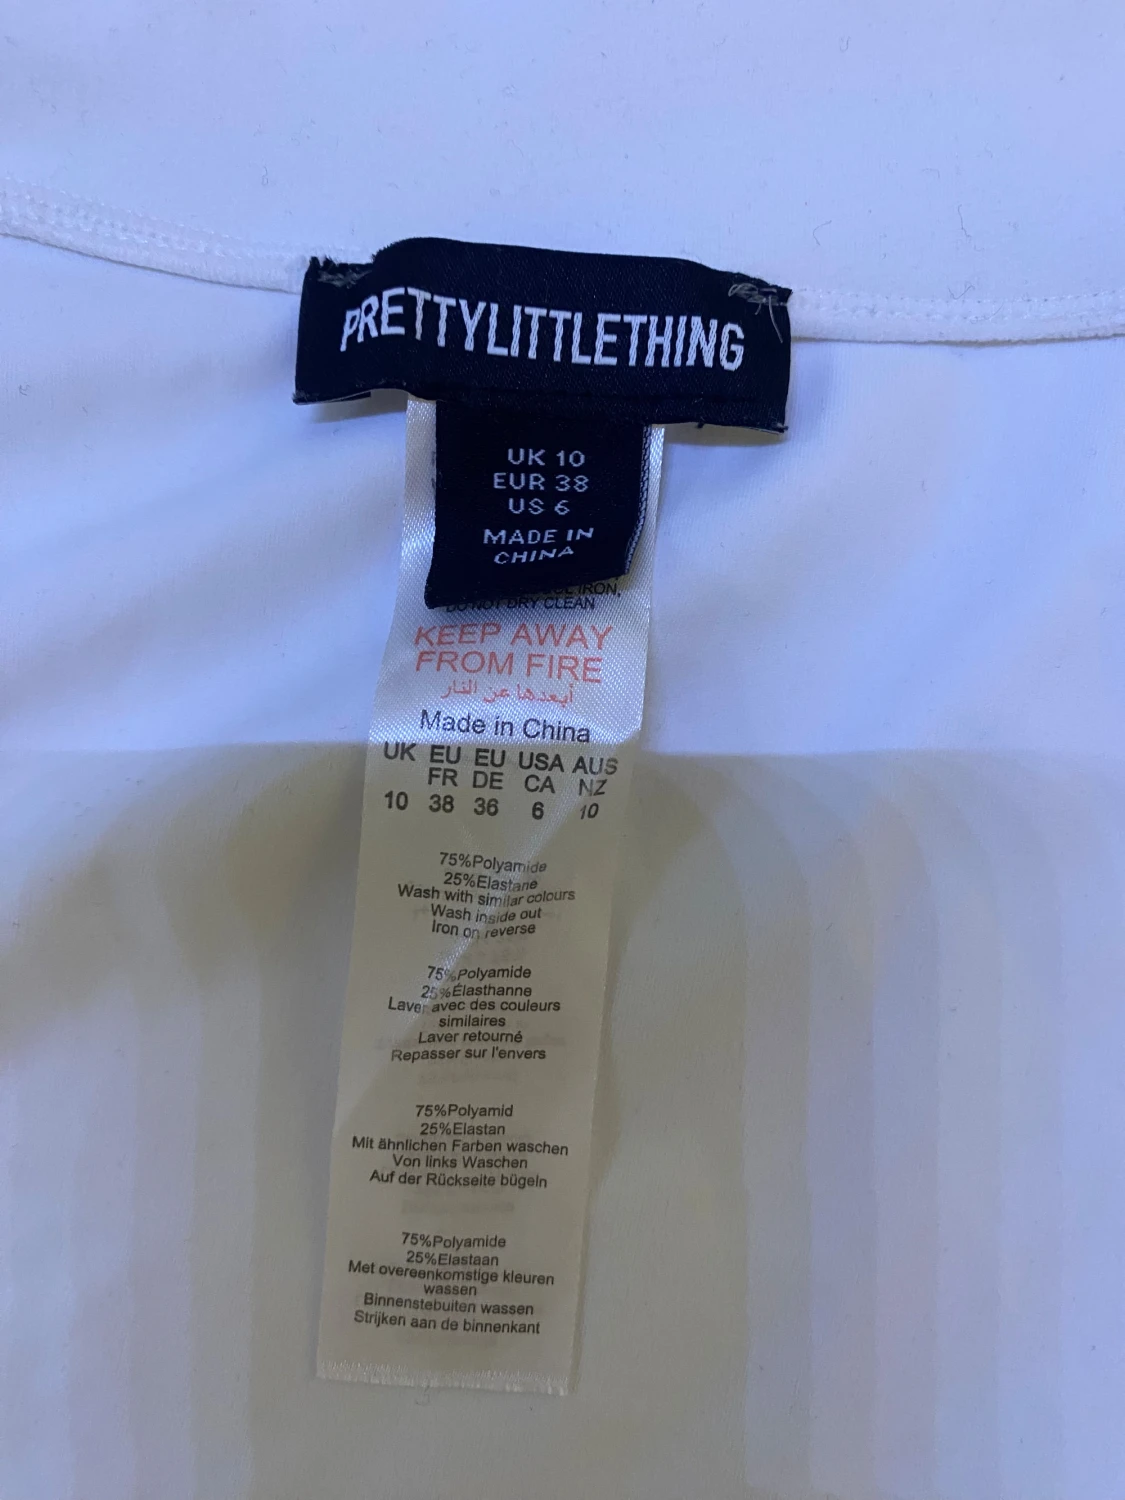 PRETTYLITTLETHING
UK 10
EUR 38
US 6
MADE IN
CHINA
IRON,
DO NOT DRY CLEAN
KEEP AWAY
FROM FIRE
أبعدها عن النار
Made in China
UK EU EU USA AUS
FR DE CA NZ
10 38 36 6 10
75%Polyamide
25%Elastane
Wash with similar colours
Wash inside out
Iron on reverse
75%Polyamide
25%Élasthanne
Laver avec des couleurs
similaires
Laver retourné
Repasser sur l'envers
75%Polyamid
25%Elastan
Mit ähnlichen Farben waschen
Von links Waschen
Auf der Rückseite bügeln
75%Polyamide
25%Elastaan
Met overeenkomstige kleuren
wassen
Binnenstebuiten wassen
Strijken aan de binnenkant